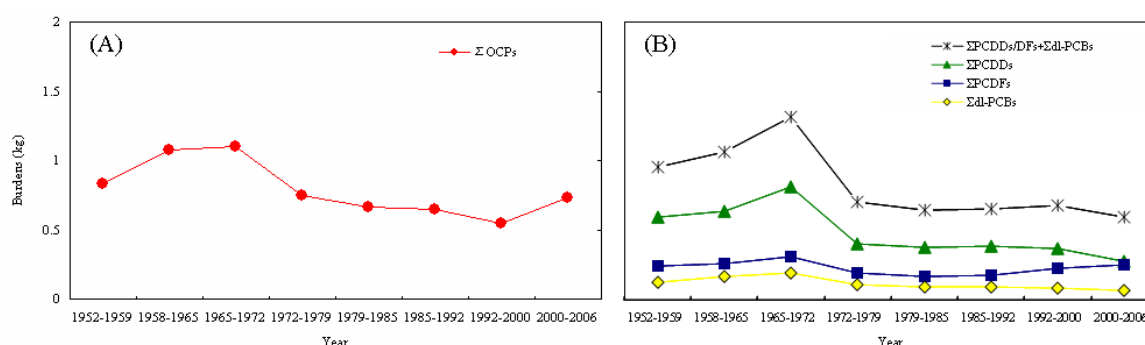 (A)
Σ OCPs
2
1.5
1
0.5
0
Burdens (kg)
1952-1959 1958-1965 1965-1972 1972-1979 1979-1985 1985-1992 1992-2000 2000-2006
Year
(B)
ΣPCDDs/DFs+Σdl-PCBs
ΣPCDDs
ΣPCDFs
Σdl-PCBs
1952-1959 1958-1965 1965-1972 1972-1979 1979-1985 1985-1992 1992-2000 2000-2006
Year